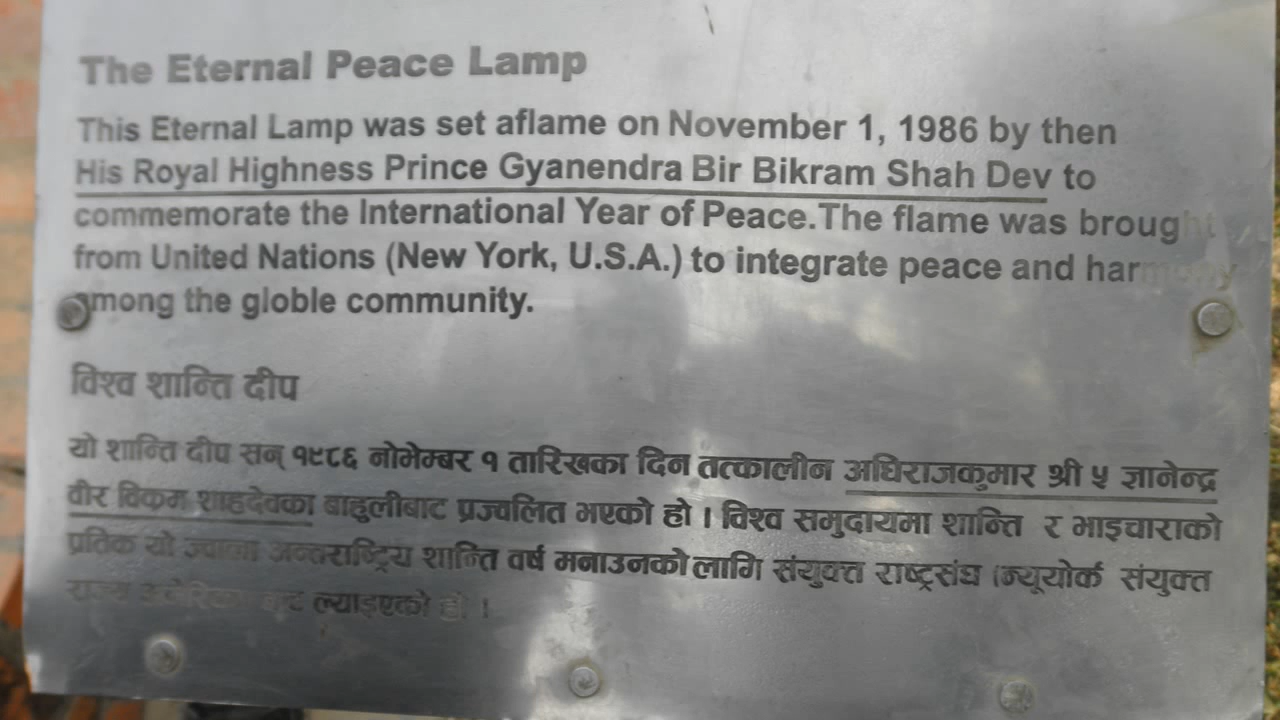 The Eternal Peace Lamp
This Eternal Lamp was set aflame on November 1, 1986 by then
His Royal Highness Prince Gyanendra Bir Bikram Shah Dev to
commemorate the International Year of Peace.The flame was brought
from United Nations (New York, U.S.A.) to integrate peace and harmony
among the globle community.
विश्व शान्ति दीप
यो शान्ति दीप सन् १९८६ नोमेम्बर १ तारिखका दिन तत्कालीन अधिराजकुमार श्री ५ ज्ञानेन्द्र
वीर विक्रम शाहदेवका बाहुलीबाट प्रज्वलित भएको हो । विश्व समुदायमा शान्ति र भाइचाराको
प्रतिक यो ज्वाला अन्तराष्ट्रिय शान्ति वर्ष मनाउनको लागि संयुक्त राष्ट्रसंघ (न्यूयोर्क संयुक्त
राज्य ल्याइएको हो ।